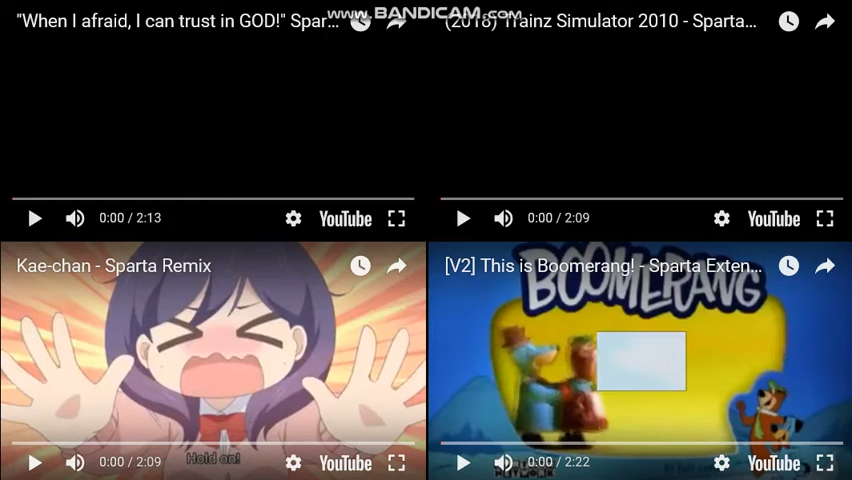 www.BANDICAM.com
"When I afraid, I can trust in GOD!" Spar...
(2018) Trainz Simulator 2010 - Sparta...
0:00 / 2:13
YouTube
0:00 / 2:09
YouTube
Kae-chan - Sparta Remix
[V2] This is Boomerang! - Sparta Exten...
BOOMERANG
Hold on!
0:00 / 2:09
YouTube
0:00 / 2:22
YouTube